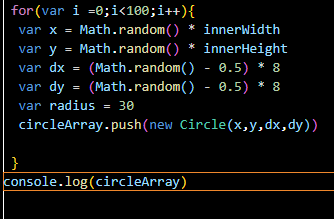 for(var i =0;i<100;i++){
var x = Math.random() * innerWidth
var y = Math.random() * innerHeight
var dx = (Math.random() - 0.5) * 8
var dy = (Math.random() - 0.5) * 8
var radius = 30
circleArray.push(new Circle(x,y,dx,dy))
}
console.log(circleArray)